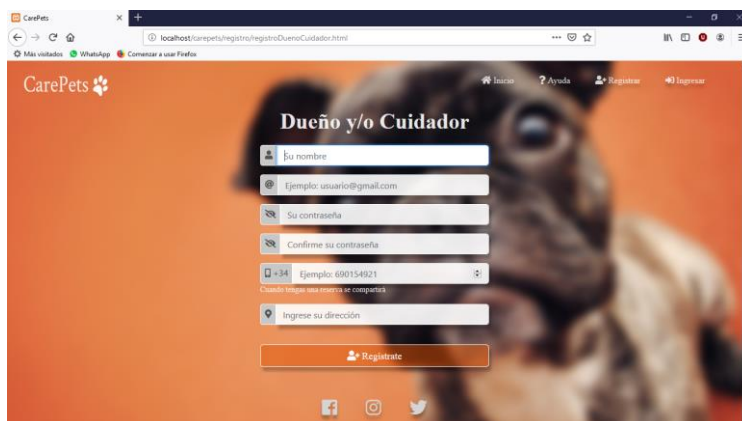 CarePets
localhost/carepets/registro/registroDuenoCuidador.html
Más visitados WhatsApp Comenzar a usar Firefox
CarePets
Inicio ? Ayuda Registrar Ingresar
Dueño y/o Cuidador
Su nombre
@ Ejemplo: usuario@gmail.com
Su contraseña
Confirme su contraseña
+34 Ejemplo: 690154921
Cuando tengas una reserva se compartirá
Ingrese su dirección
Registrate